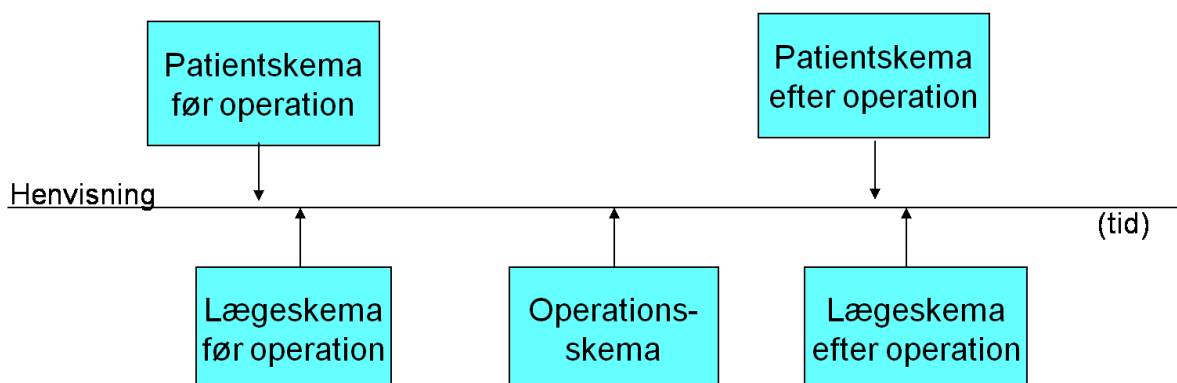 Patientskema
før operation
Patientskema
efter operation
Henvisning
(tid)
Lægeskema
før operation
Operations-
skema
Lægeskema
efter operation